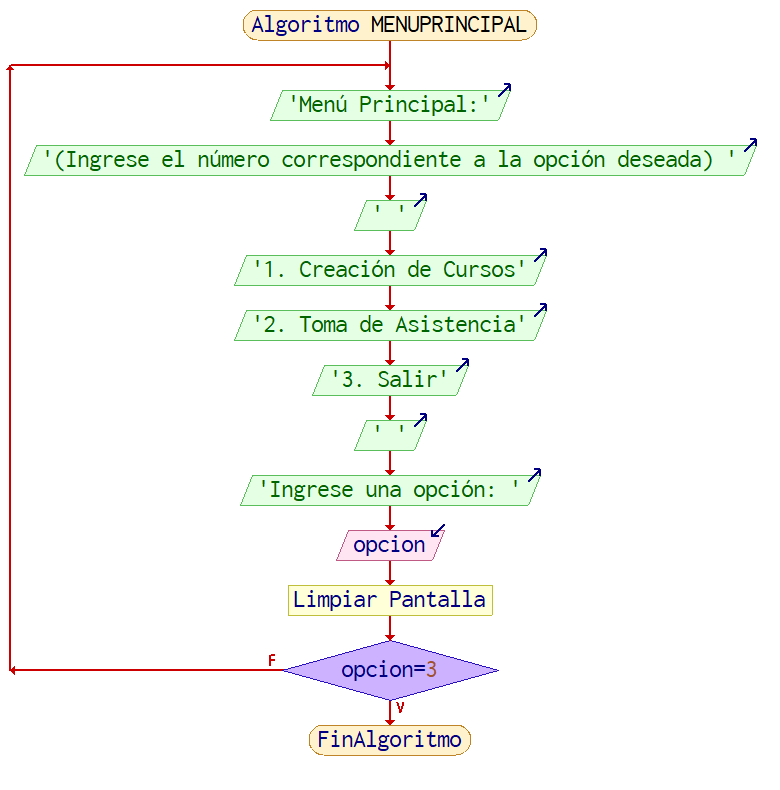 Algoritmo MENUPRINCIPAL
'Menú Principal:'
'(Ingrese el número correspondiente a la opción deseada) '
' '
'1. Creación de Cursos'
'2. Toma de Asistencia'
'3. Salir'
' '
'Ingrese una opción: '
opcion
Limpiar Pantalla
F
opcion=3
V
FinAlgoritmo